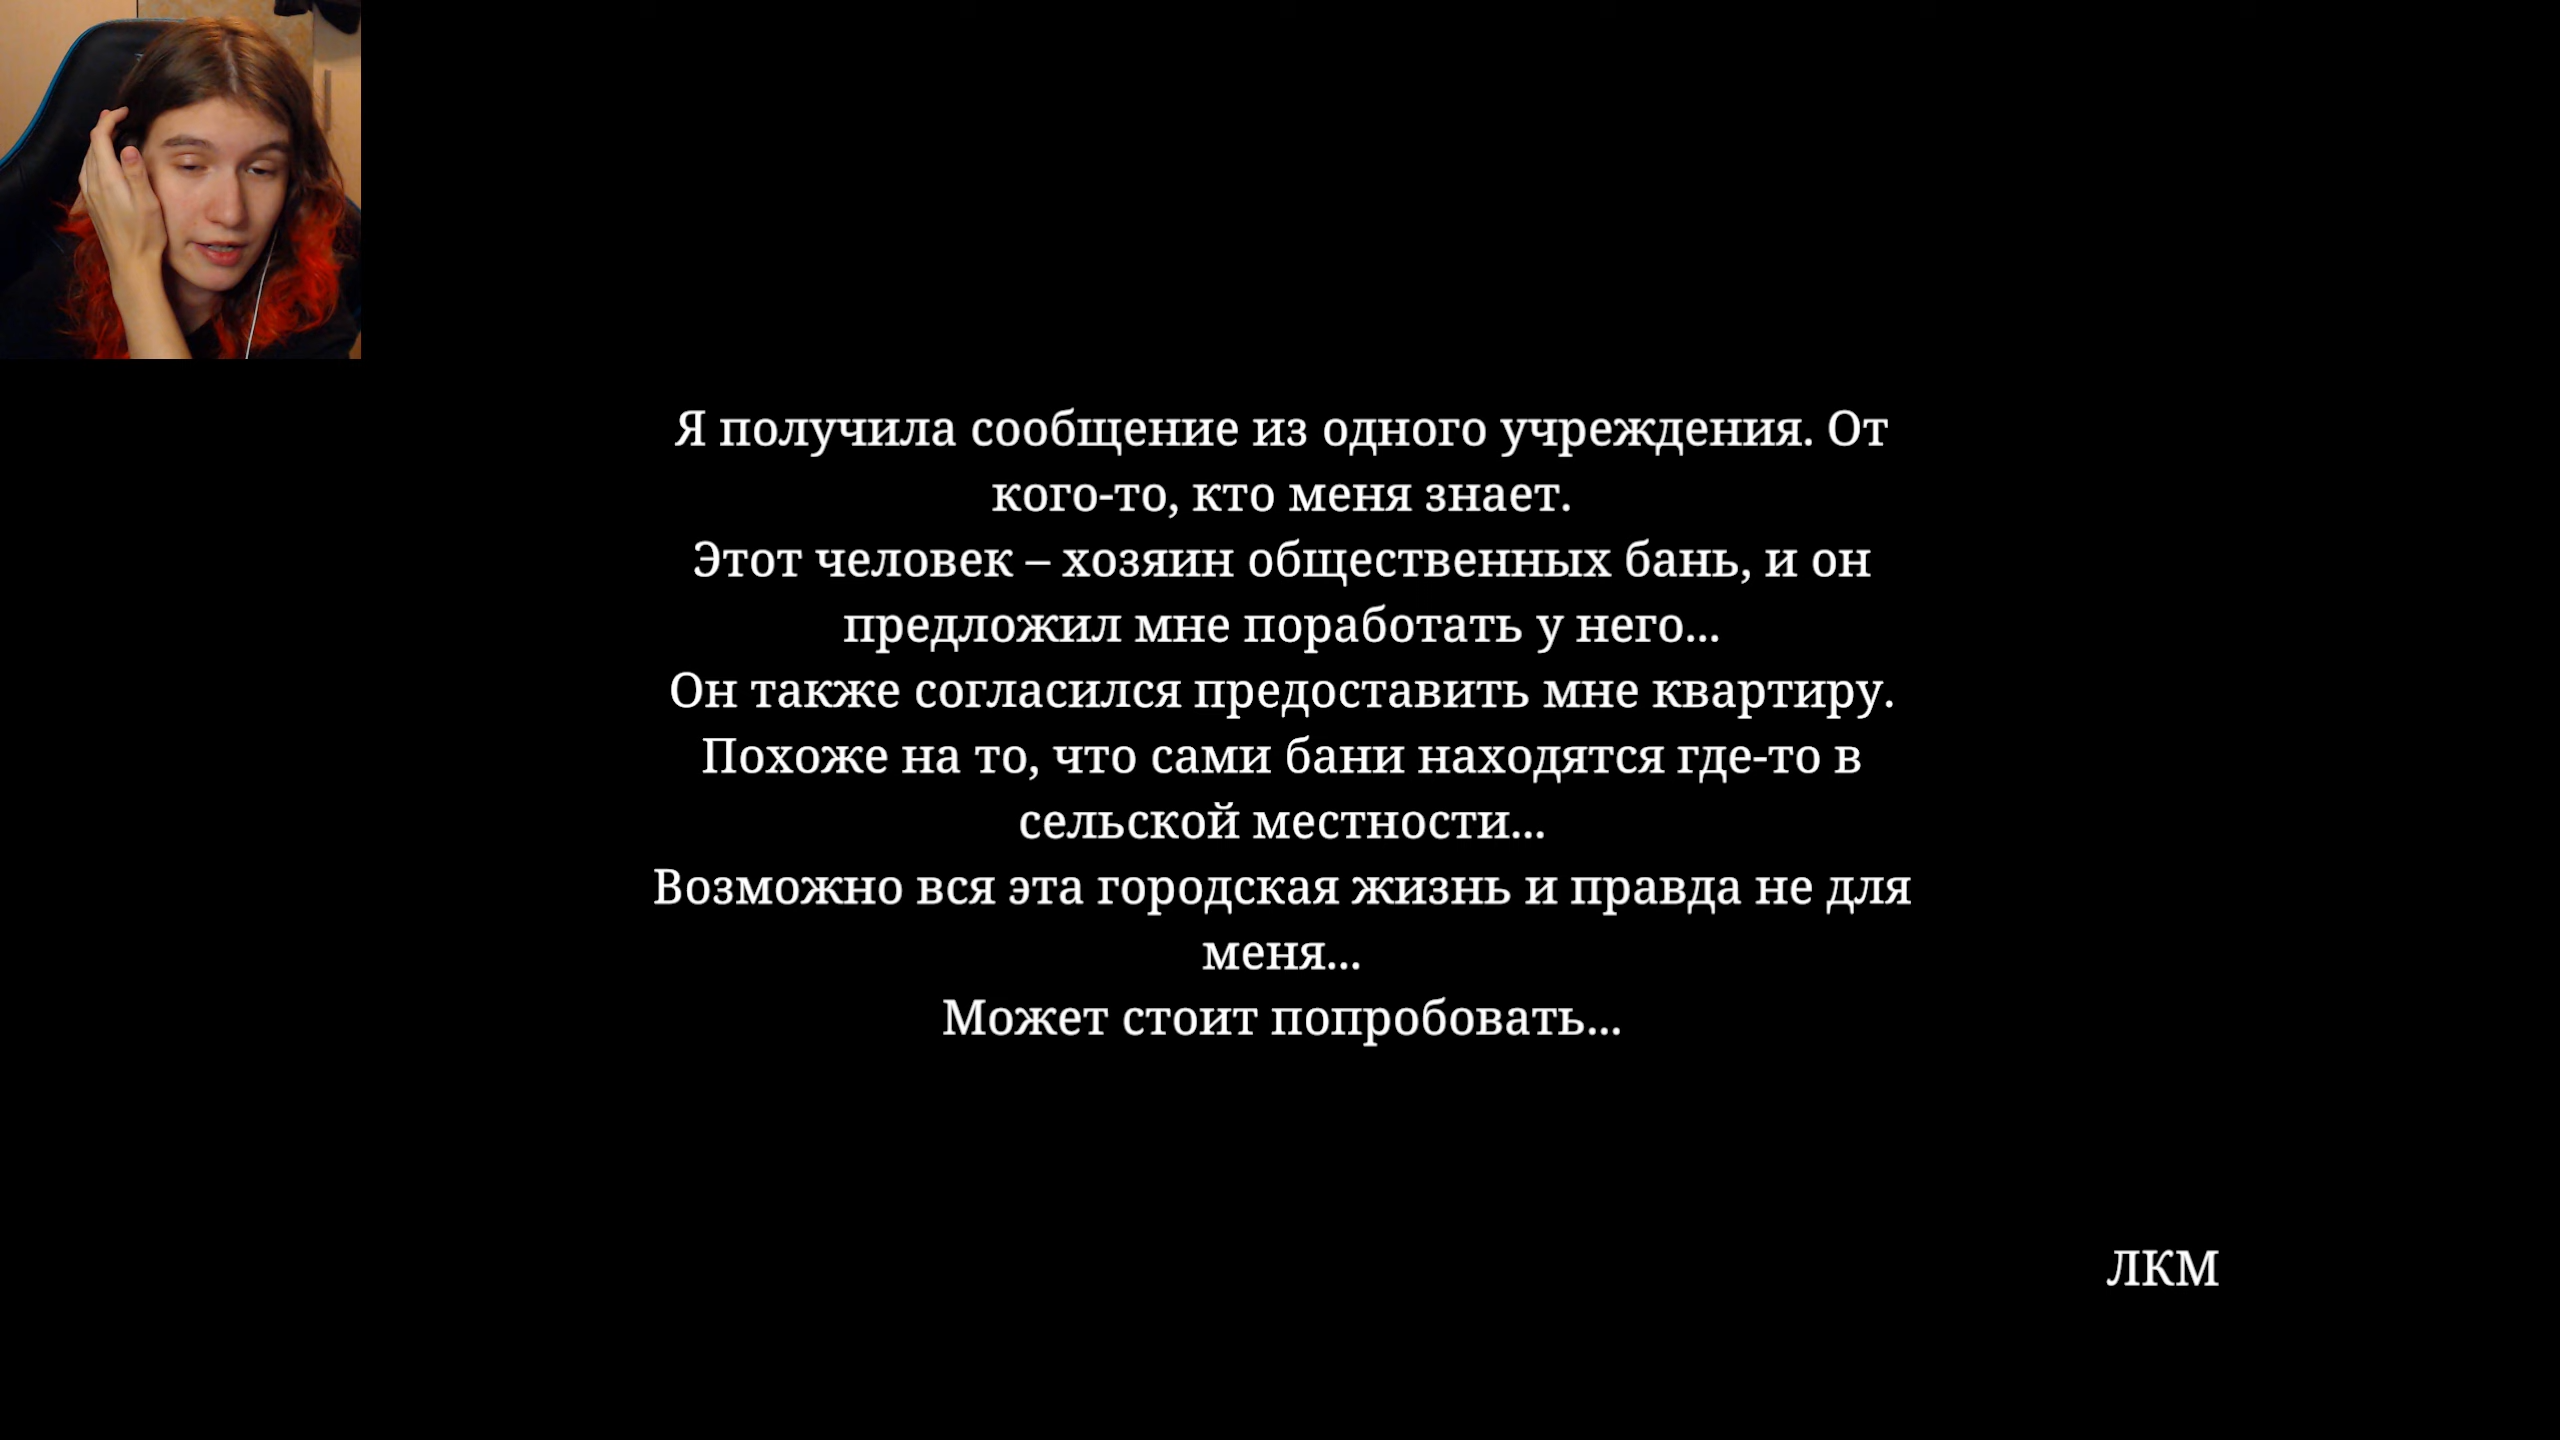 Я получила сообщение из одного учреждения. От
кого-то, кто меня знает.
Этот человек – хозяин общественных бань, и он
предложил мне поработать у него...
Он также согласился предоставить мне квартиру.
Похоже на то, что сами бани находятся где-то в
сельской местности...
Возможно вся эта городская жизнь и правда не для
меня...
Может стоит попробовать...
ЛКМ